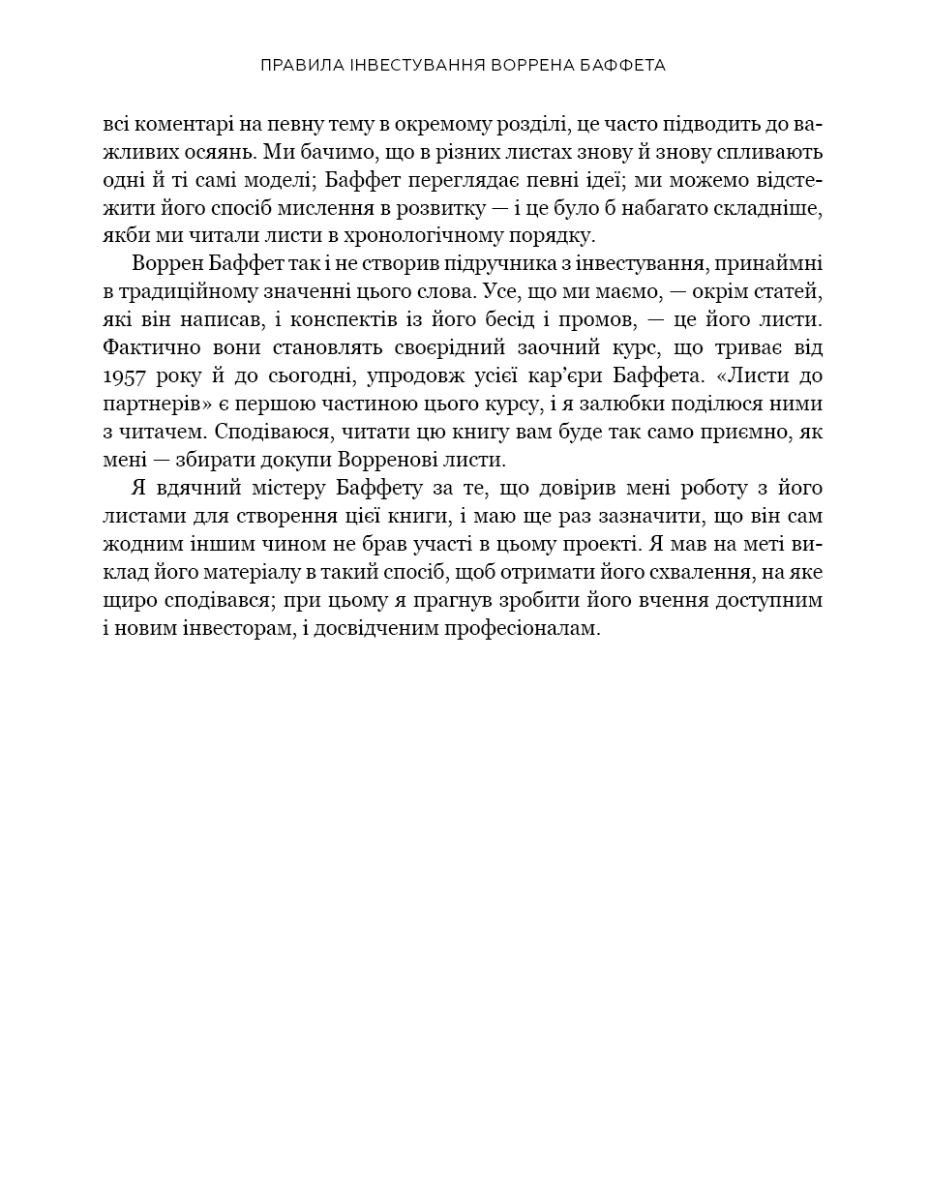 ПРАВИЛА ІНВЕСТУВАННЯ ВОРРЕНА БАФФЕТА
всі коментарі на певну тему в окремому розділі, це часто підводить до ва-
жливих осяянь. Ми бачимо, що в різних листах знову й знову спливають
одні й ті самі моделі; Баффет переглядає певні ідеї; ми можемо відсте-
жити його спосіб мислення в розвитку — і це було б набагато складніше,
якби ми читали листи в хронологічному порядку.
Воррен Баффет так і не створив підручника з інвестування, принаймні
в традиційному значенні цього слова. Усе, що ми маємо, — окрім статей,
які він написав, і конспектів із його бесід і промов, — це його листи.
Фактично вони становлять своєрідний заочний курс, що триває від
1957 року й до сьогодні, упродовж усієї кар’єри Баффета. «Листи до
партнерів» є першою частиною цього курсу, і я залюбки поділюся ними
з читачем. Сподіваюся, читати цю книгу вам буде так само приємно, як
мені — збирати докупи Ворренові листи.
Я вдячний містеру Баффету за те, що довірив мені роботу з його
листами для створення цієї книги, і маю ще раз зазначити, що він сам
жодним іншим чином не брав участі в цьому проекті. Я мав на меті ви-
клад його матеріалу в такий спосіб, щоб отримати його схвалення, на яке
щиро сподівався; при цьому я прагнув зробити його вчення доступним
і новим інвесторам, і досвідченим професіоналам.